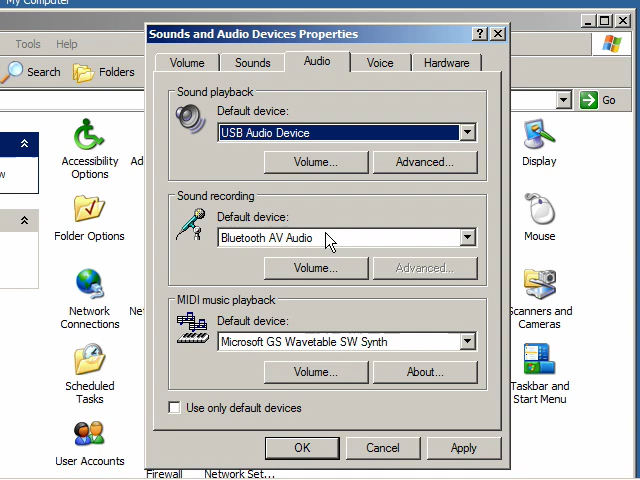 My Computer
Sounds and Audio Devices Properties
Tools Help
Volume Sounds Audio Voice Hardware
Search Folders
Go
Sound playback
Default device:
USB Audio Device
Volume... Advanced...
Sound recording
Default device:
Bluetooth AV Audio
Volume... Advanced...
MIDI music playback
Default device:
Microsoft GS Wavetable SW Synth
Volume... About...
Use only default devices
OK Cancel Apply
Accessibility
Options
Ad
Display
Folder Options
Mouse
Network
Connections
Scanners and
Cameras
Scheduled
Tasks
Taskbar and
Start Menu
User Accounts
Firewall
Network Set...